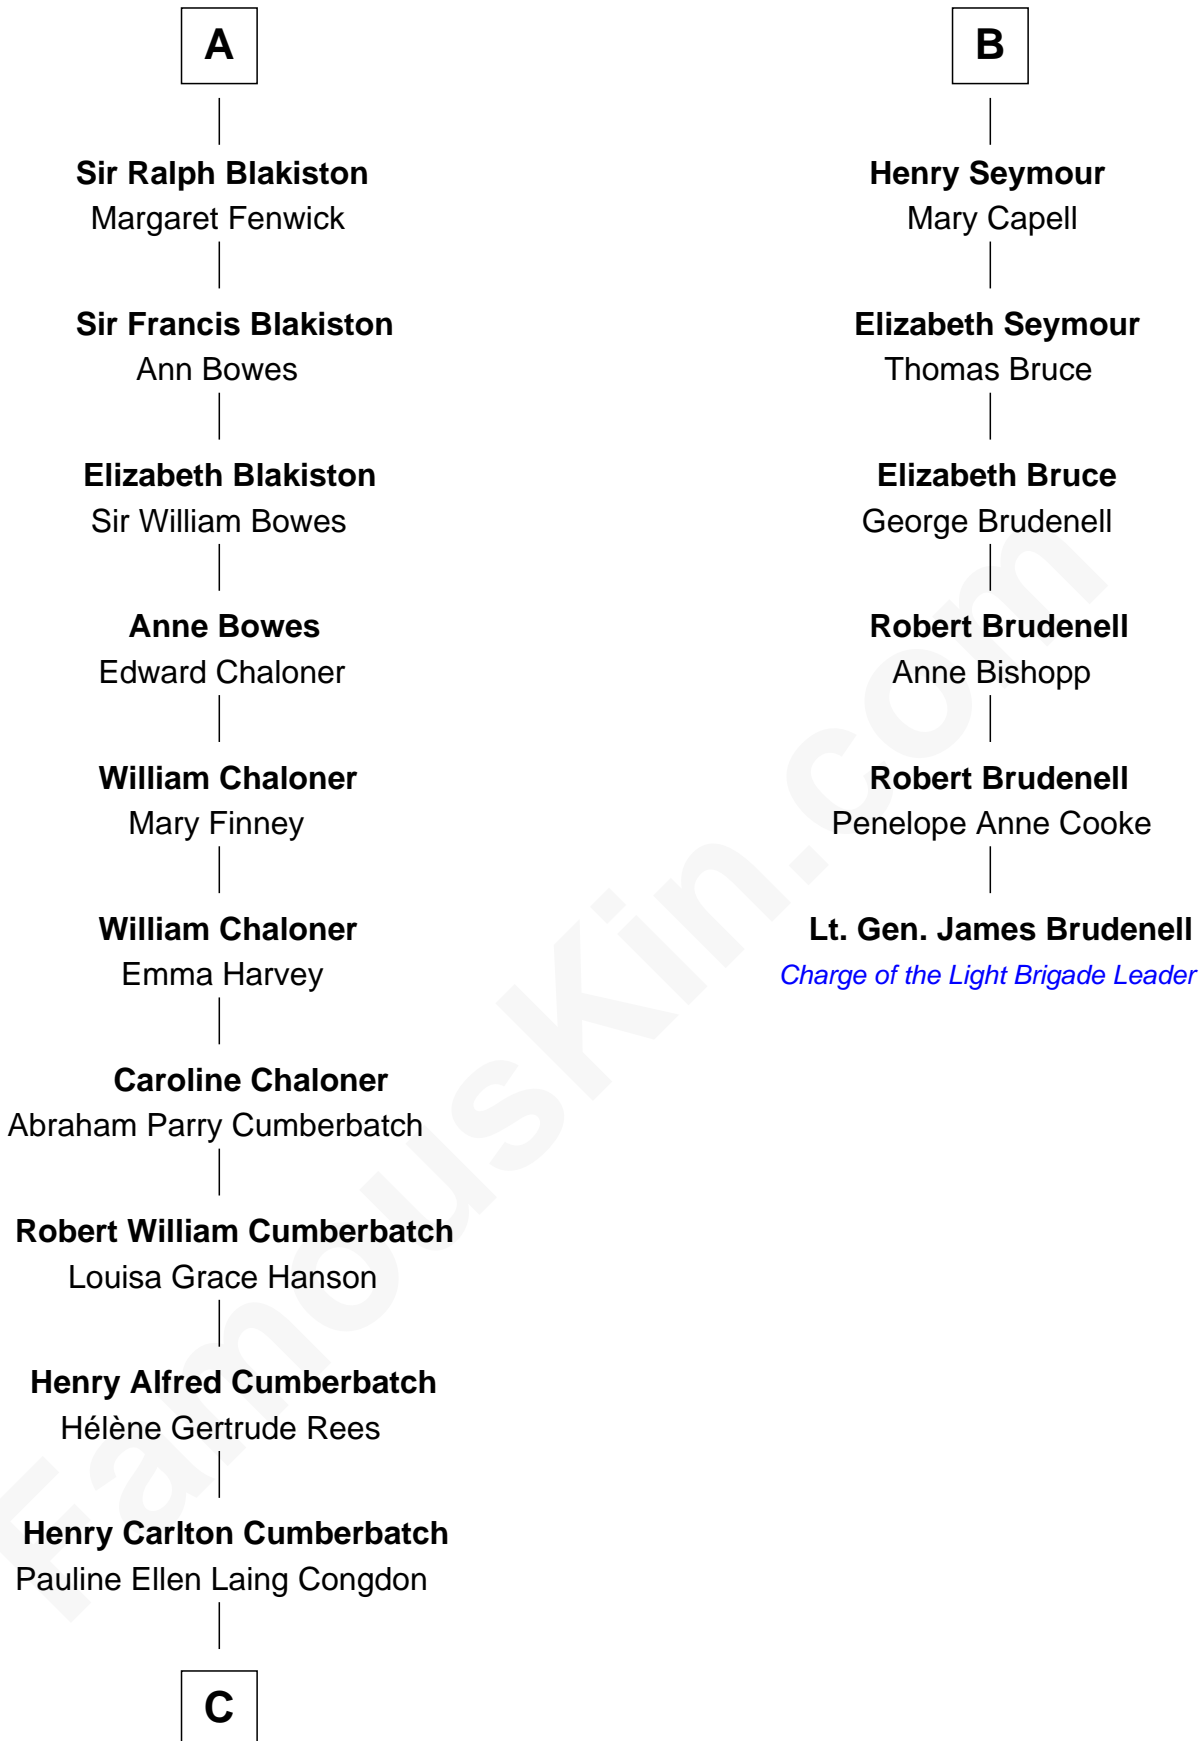 A
Sir Ralph Blakiston
Margaret Fenwick
Sir Francis Blakiston
Ann Bowes
Elizabeth Blakiston
Sir William Bowes
Anne Bowes
Edward Chaloner
William Chaloner
Mary Finney
William Chaloner
Emma Harvey
Caroline Chaloner
Abraham Parry Cumberbatch
Robert William Cumberbatch
Louisa Grace Hanson
Henry Alfred Cumberbatch
Hélène Gertrude Rees
Henry Carlton Cumberbatch
Pauline Ellen Laing Congdon
C
B
Henry Seymour
Mary Capell
Elizabeth Seymour
Thomas Bruce
Elizabeth Bruce
George Brudenell
Robert Brudenell
Anne Bishopp
Robert Brudenell
Penelope Anne Cooke
Lt. Gen. James Brudenell
Charge of the Light Brigade Leader
FamousKin.com